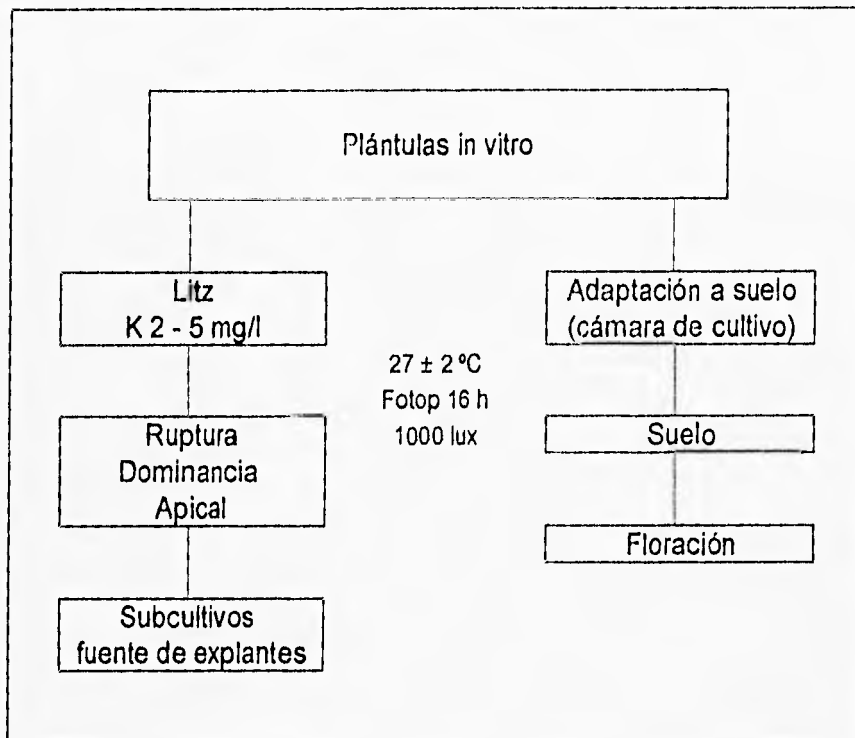 Plántulas in vitro
Litz
K 2 - 5 mg/l
Ruptura
Dominancia
Apical
Subcultivos
fuente de explantes
27 ± 2 ºC
Fotop 16 h
1000 lux
Adaptación a suelo
(cámara de cultivo)
Suelo
Floración